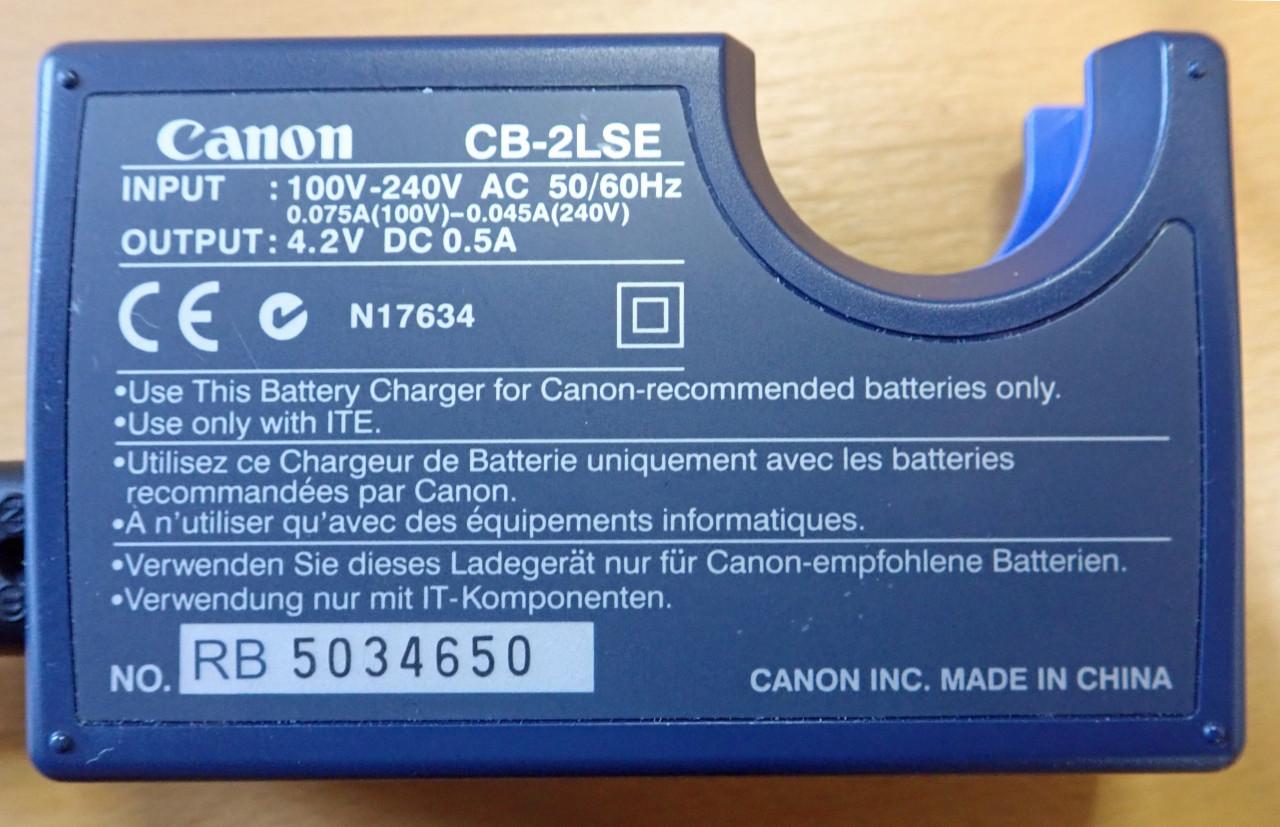 Canon CB-2LSE
INPUT : 100V-240V AC 50/60Hz
0.075A(100V)-0.045A(240V)
OUTPUT: 4.2V DC 0.5A
CE N17634
•Use This Battery Charger for Canon-recommended batteries only.
•Use only with ITE.
•Utilisez ce Chargeur de Batterie uniquement avec les batteries
recommandées par Canon.
•À n'utiliser qu'avec des équipements informatiques.
•Verwenden Sie dieses Ladegerät nur für Canon-empfohlene Batterien.
•Verwendung nur mit IT-Komponenten.
NO. RB 5034650
CANON INC. MADE IN CHINA